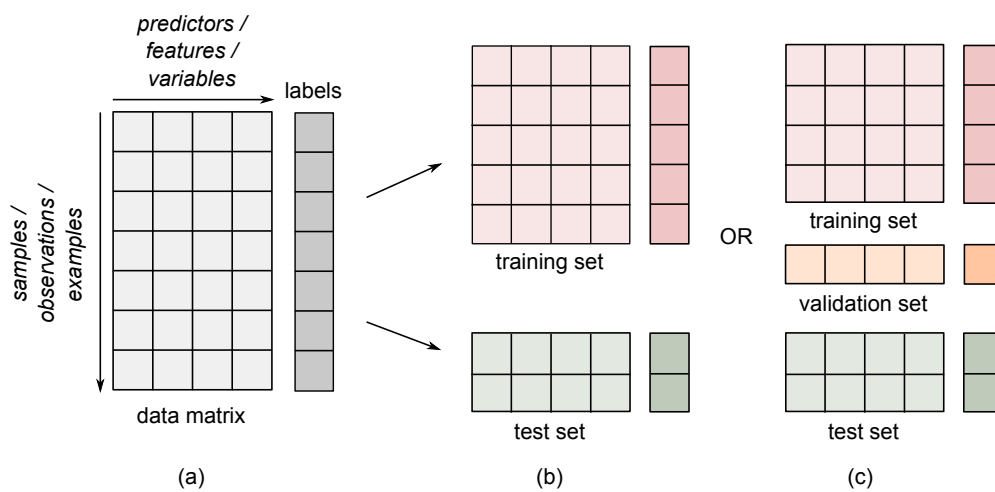 predictors /
features /
variables
labels
samples /
observations /
examples
data matrix
(a)
training set
test set
(b)
OR
training set
validation set
test set
(c)